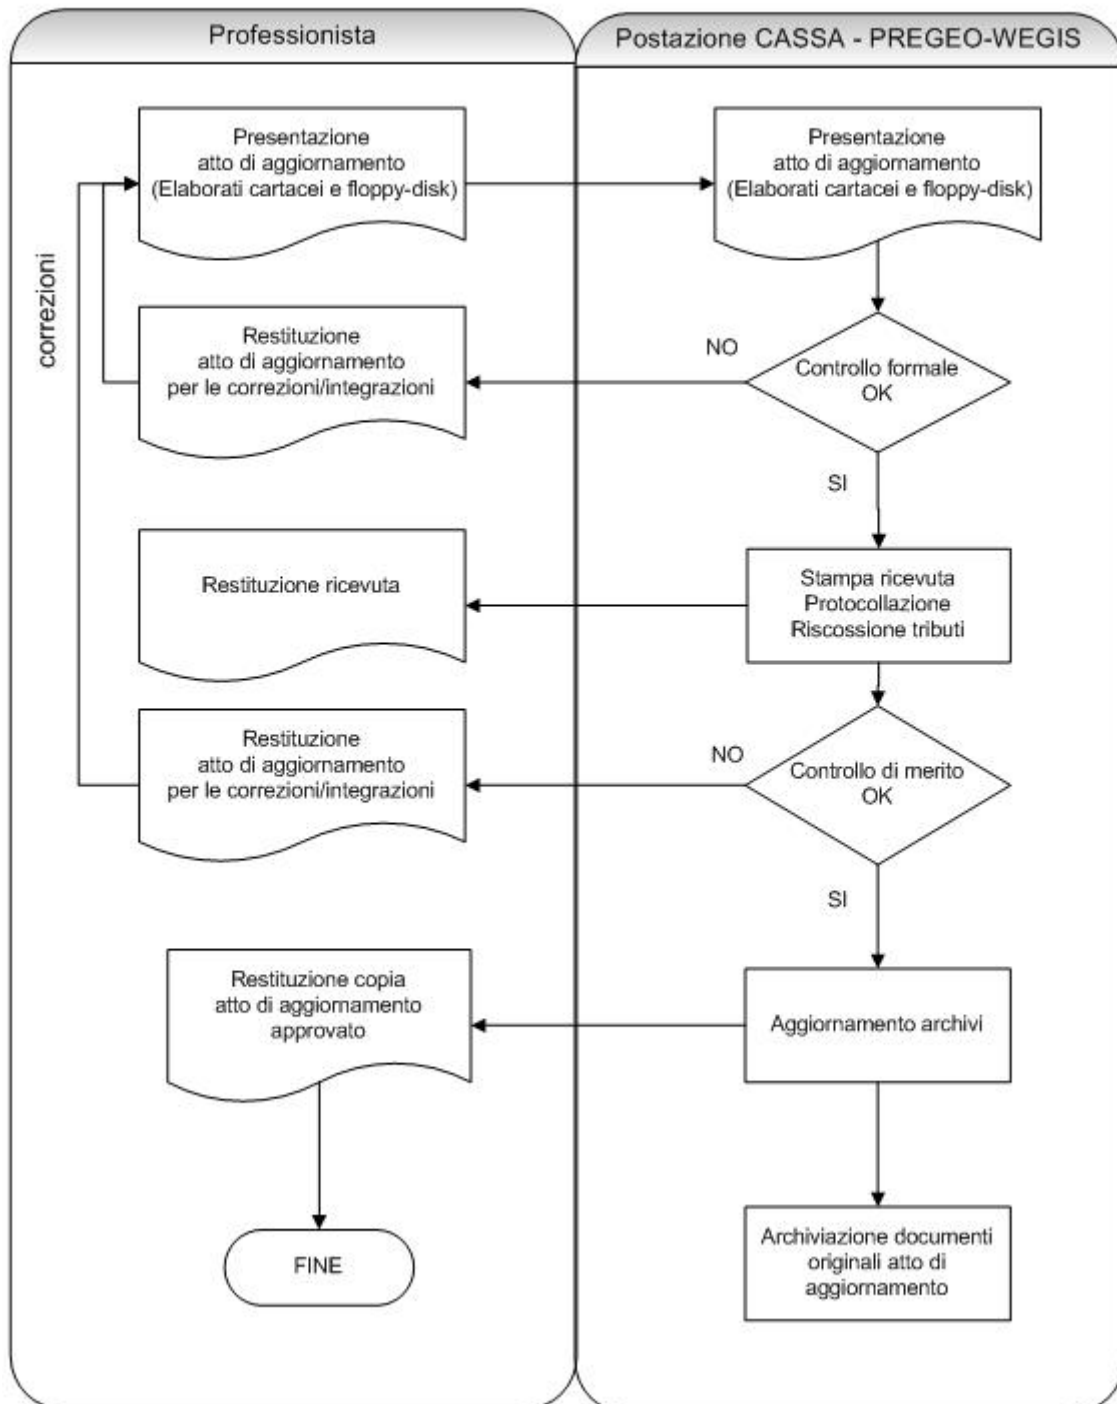 Professionista
Postazione CASSA - PREGEO-WEGIS
Presentazione
atto di aggiornamento
(Elaborati cartacei e floppy-disk)
Presentazione
atto di aggiornamento
(Elaborati cartacei e floppy-disk)
correzioni
Restituzione
atto di aggiornamento
per le correzioni/integrazioni
NO
Controllo formale
OK
SI
Restituzione ricevuta
Stampa ricevuta
Protocollazione
Riscossione tributi
Restituzione
atto di aggiornamento
per le correzioni/integrazioni
NO
Controllo di merito
OK
SI
Restituzione copia
atto di aggiornamento
approvato
Aggiornamento archivi
FINE
Archiviazione documenti
originali atto di
aggiornamento